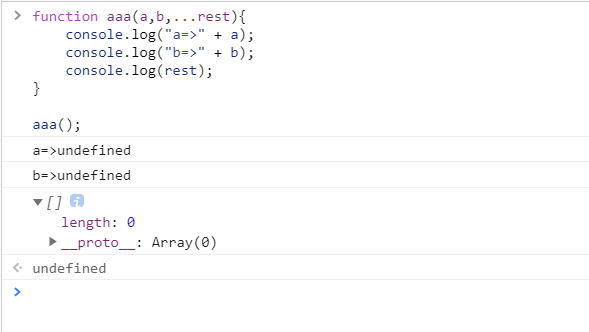 > function aaa(a,b,...rest){
console.log("a=>" + a);
console.log("b=>" + b);
console.log(rest);
}
aaa();
a=>undefined
b=>undefined
▼[] i
length: 0
▶__proto__: Array(0)
<· undefined
>